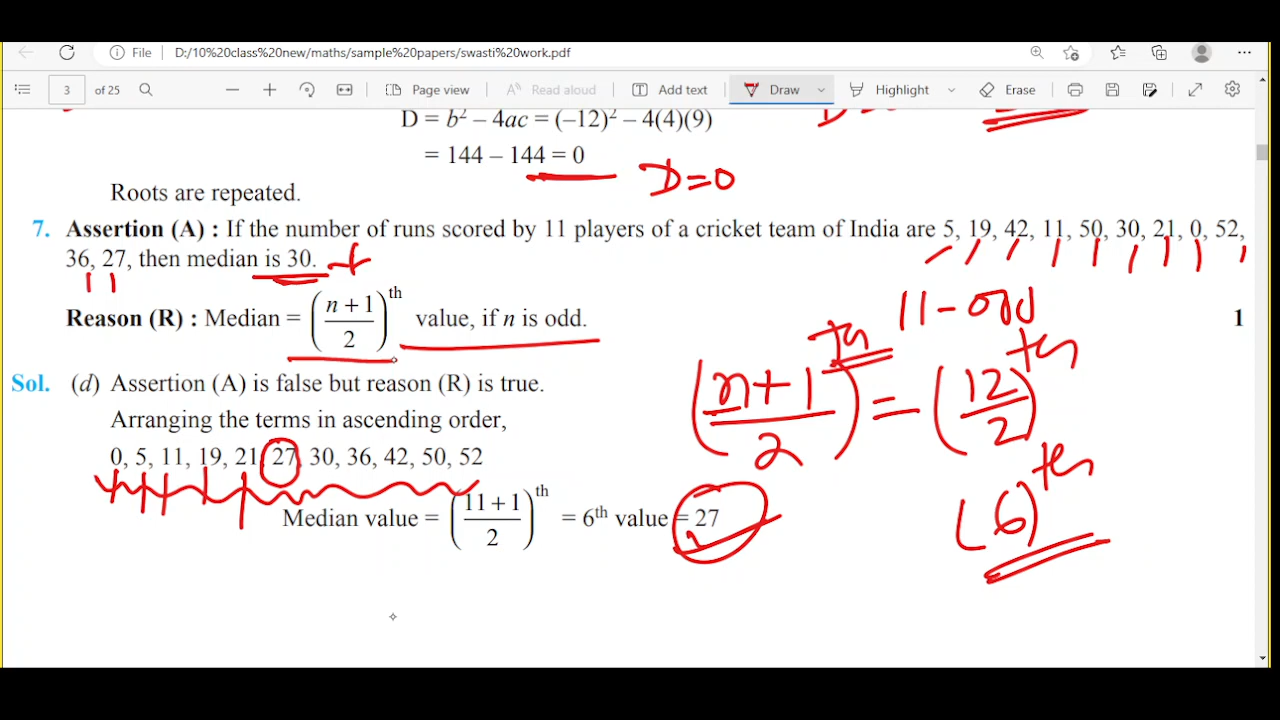 File D:/10%20class%20new/maths/sample%20papers/swasti%20work.pdf
3 of 25 Page view Read aloud Add text Draw Highlight Erase
D = b² – 4ac = (–12)² – 4(4)(9)
= 144 – 144 = 0
D=0
Roots are repeated.
7. Assertion (A) : If the number of runs scored by 11 players of a cricket team of India are 5, 19, 42, 11, 50, 30, 21, 0, 52,
36, 27, then median is 30.
Reason (R) : Median = ((n + 1)/2)th value, if n is odd. 1
11 - odd
Sol. (d) Assertion (A) is false but reason (R) is true.
(n+1/2)th = (12/2)th
Arranging the terms in ascending order,
0, 5, 11, 19, 21, 27, 30, 36, 42, 50, 52
(6)th
Median value = ((11 + 1)/2)th = 6th value = 27